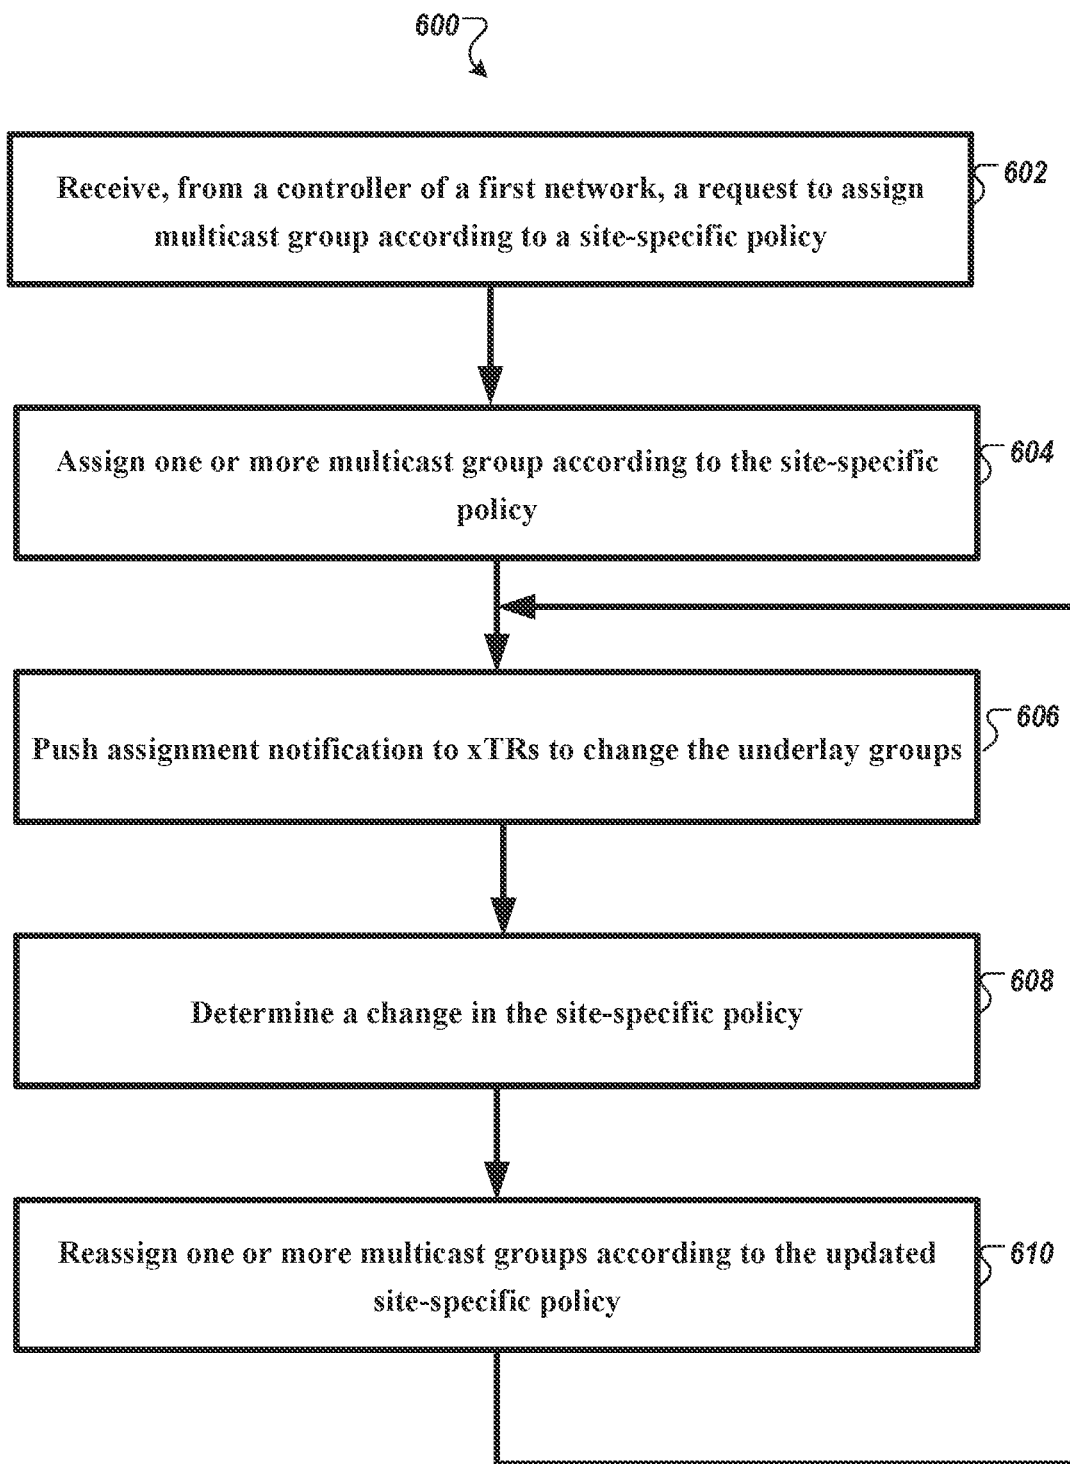 600
Receive, from a controller of a first network, a request to assign
multicast group according to a site-specific policy
602
Assign one or more multicast group according to the site-specific
policy
604
Push assignment notification to xTRs to change the underlay groups
606
Determine a change in the site-specific policy
608
Reassign one or more multicast groups according to the updated
site-specific policy
610